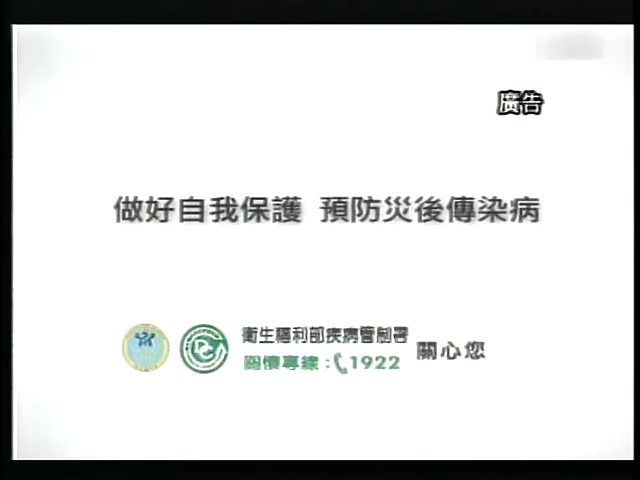 廣告
做好自我保護 預防災後傳染病
衛生福利部疾病管制署
關懷專線：1922
關心您